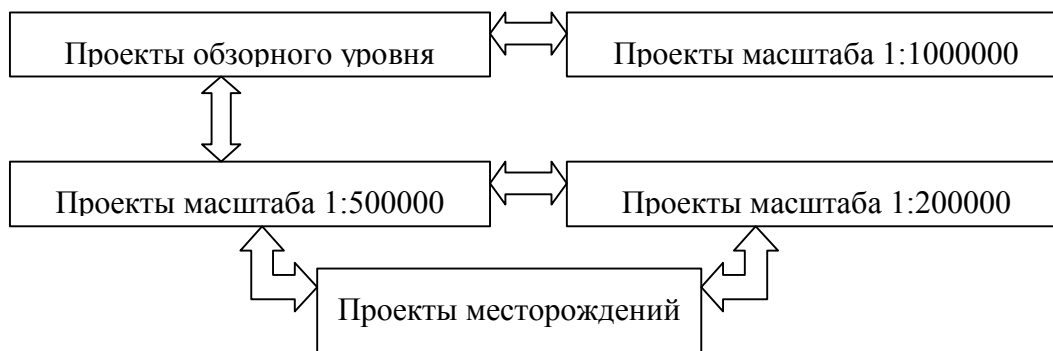 Проекты обзорного уровня
Проекты масштаба 1:1000000
Проекты масштаба 1:500000
Проекты масштаба 1:200000
Проекты месторождений